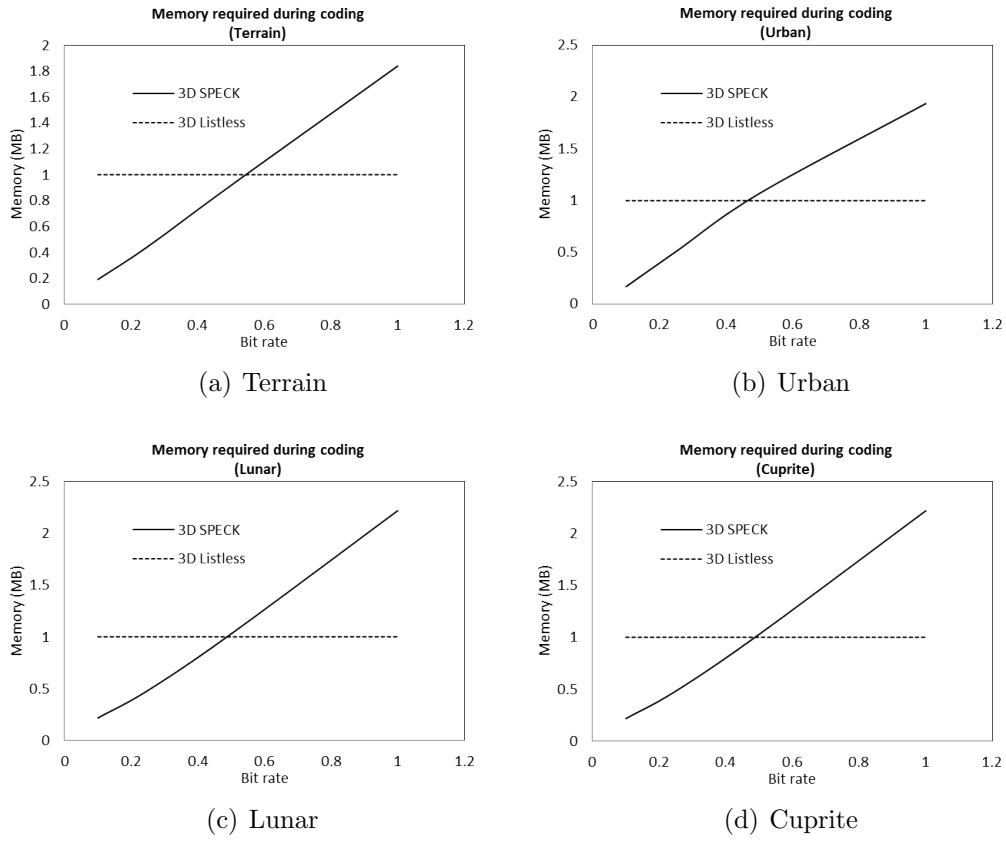 Memory required during coding
(Terrain)
2
1.8
1.6
1.4
1.2
1
0.8
0.6
0.4
0.2
0
Memory (MB)
3D SPECK
3D Listless
0 0.2 0.4 0.6 0.8 1 1.2
Bit rate
(a) Terrain
Memory required during coding
(Urban)
2.5
2
1.5
1
0.5
0
Memory (MB)
3D SPECK
3D Listless
0 0.2 0.4 0.6 0.8 1 1.2
Bit rate
(b) Urban
Memory required during coding
(Lunar)
2.5
2
1.5
1
0.5
0
Memory (MB)
3D SPECK
3D Listless
0 0.2 0.4 0.6 0.8 1 1.2
Bit rate
(c) Lunar
Memory required during coding
(Cuprite)
2.5
2
1.5
1
0.5
0
Memory (MB)
3D SPECK
3D Listless
0 0.2 0.4 0.6 0.8 1 1.2
Bit rate
(d) Cuprite